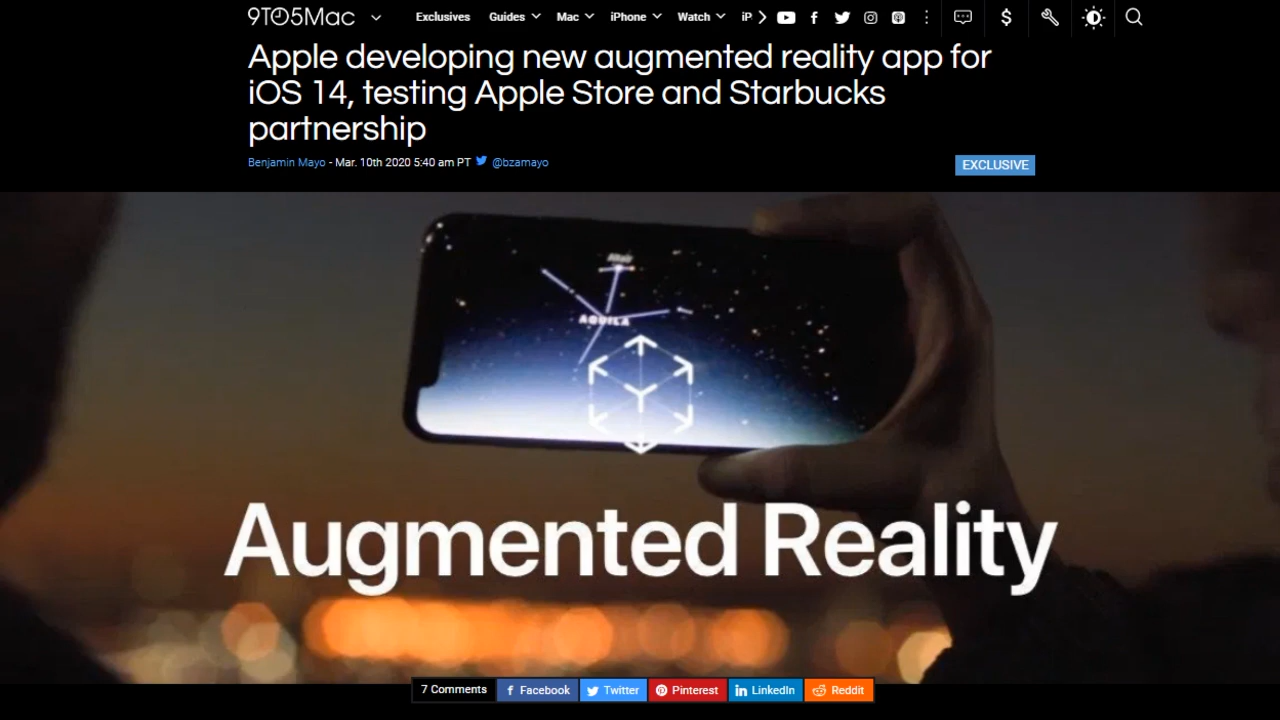 9TO5Mac
Exclusives Guides Mac iPhone Watch iP
Apple developing new augmented reality app for
iOS 14, testing Apple Store and Starbucks
partnership
Benjamin Mayo - Mar. 10th 2020 5:40 am PT @bzamayo
EXCLUSIVE
Altair
AQUILA
Augmented Reality
7 Comments Facebook Twitter Pinterest LinkedIn Reddit